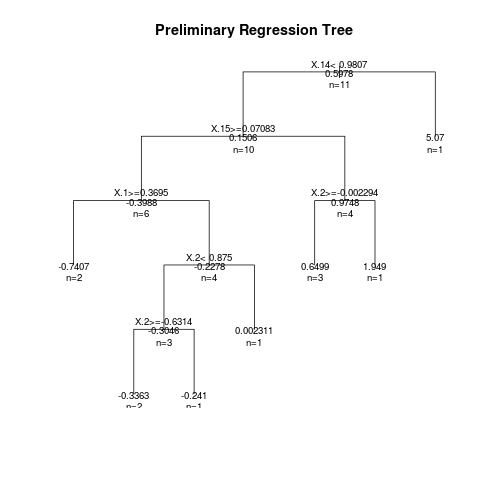 Preliminary Regression Tree
X.14< 0.9807
0.5978
n=11
X.15>=0.07083
0.1506
n=10
5.07
n=1
X.1>=0.3695
-0.3988
n=6
X.2>=-0.002294
0.9748
n=4
-0.7407
n=2
X.2< 0.875
-0.2278
n=4
0.6499
n=3
1.949
n=1
X.2>=-0.6314
-0.3046
n=3
0.002311
n=1
-0.3363
n=2
-0.241
n=1